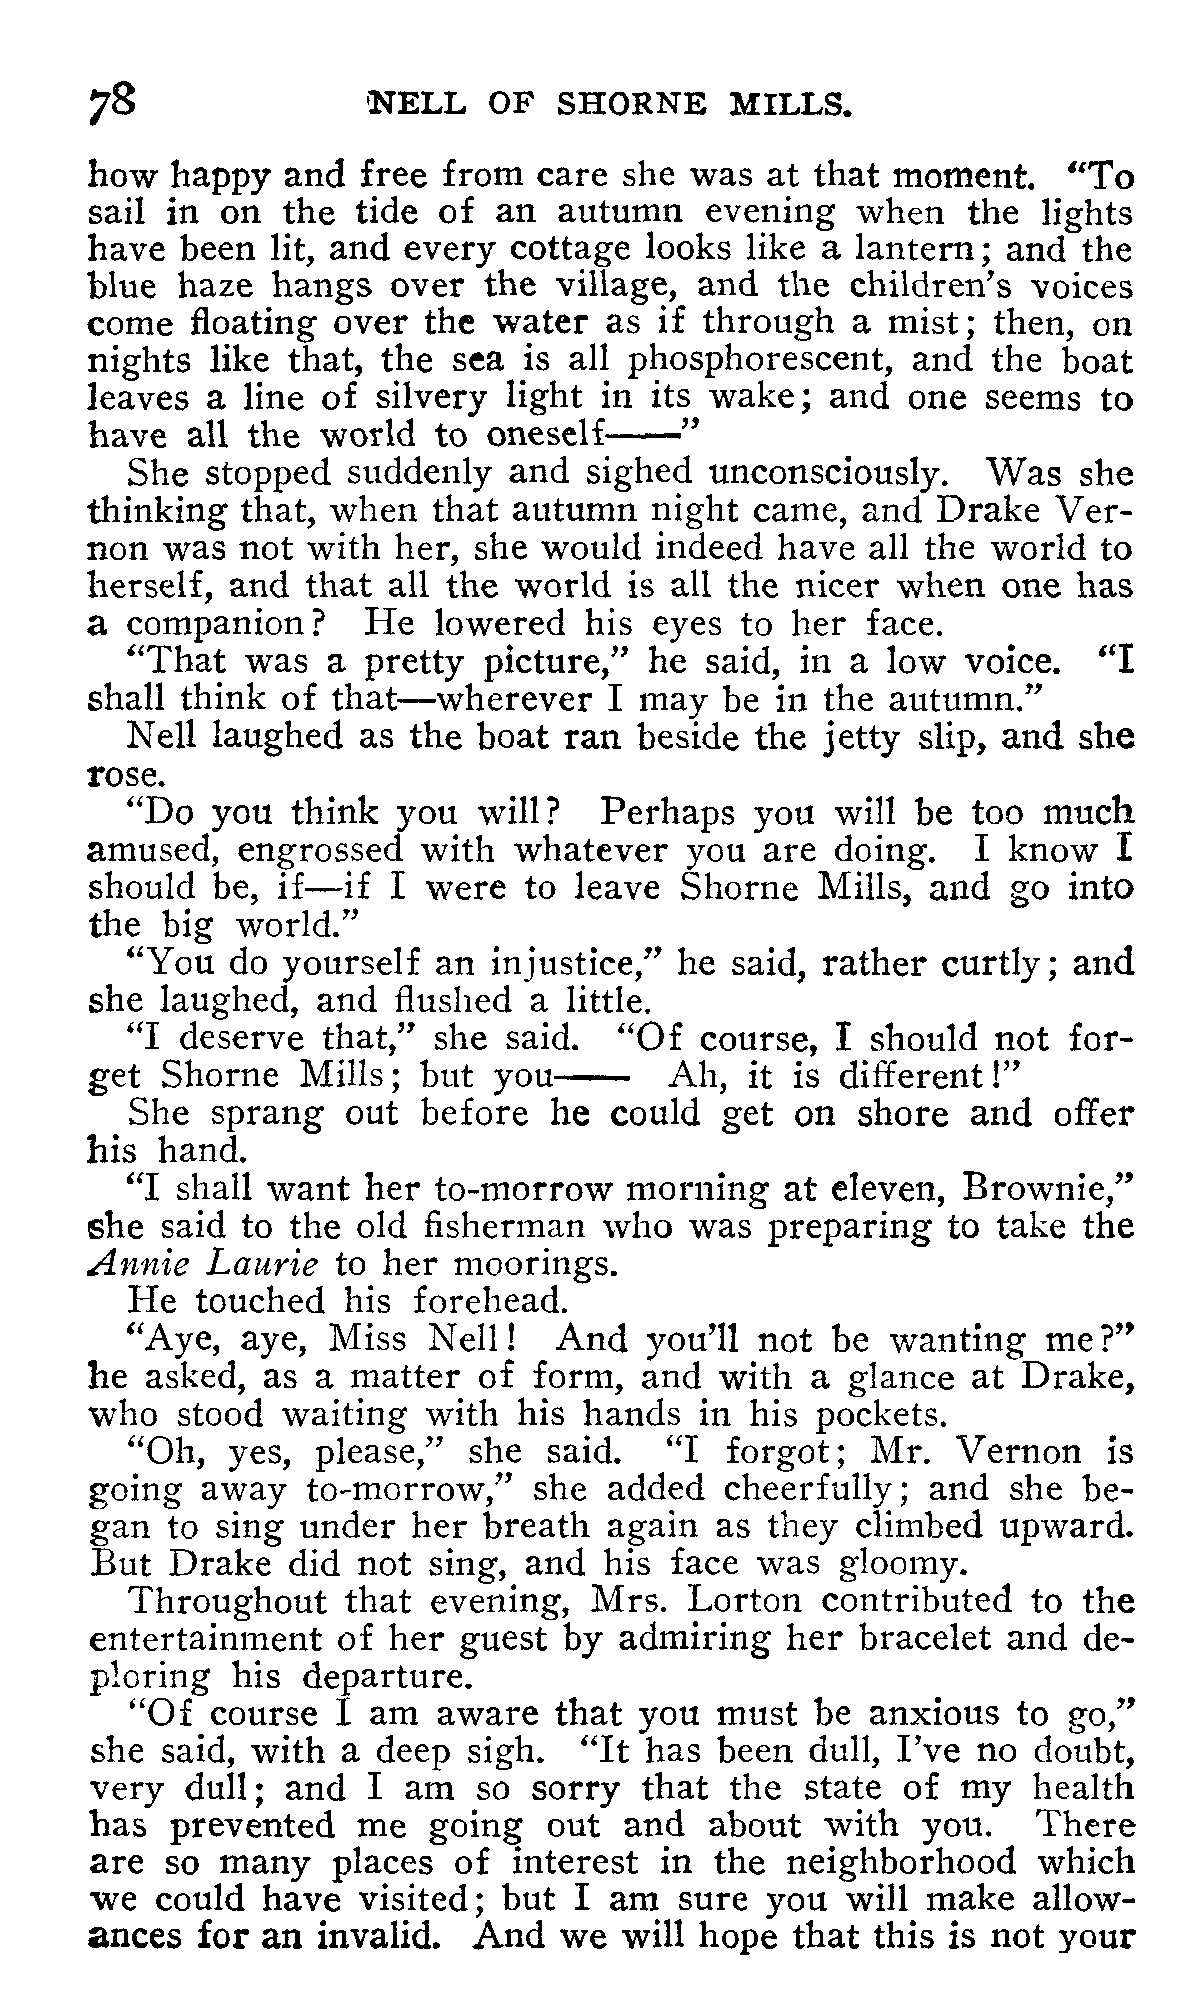 78 NELL OF SHORNE MILLS.
how happy and free from care she was at that moment. "To
sail in on the tide of an autumn evening when the lights
have been lit, and every cottage looks like a lantern; and the
blue haze hangs over the village, and the children's voices
come floating over the water as if through a mist; then, on
nights like that, the sea is all phosphorescent, and the boat
leaves a line of silvery light in its wake; and one seems to
have all the world to oneself——"
She stopped suddenly and sighed unconsciously. Was she
thinking that, when that autumn night came, and Drake Ver-
non was not with her, she would indeed have all the world to
herself, and that all the world is all the nicer when one has
a companion? He lowered his eyes to her face.
"That was a pretty picture," he said, in a low voice. "I
shall think of that—wherever I may be in the autumn."
Nell laughed as the boat ran beside the jetty slip, and she
rose.
"Do you think you will? Perhaps you will be too much
amused, engrossed with whatever you are doing. I know I
should be, if—if I were to leave Shorne Mills, and go into
the big world."
"You do yourself an injustice," he said, rather curtly; and
she laughed, and flushed a little.
"I deserve that," she said. "Of course, I should not for-
get Shorne Mills; but you—— Ah, it is different!"
She sprang out before he could get on shore and offer
his hand.
"I shall want her to-morrow morning at eleven, Brownie,"
she said to the old fisherman who was preparing to take the
Annie Laurie to her moorings.
He touched his forehead.
"Aye, aye, Miss Nell! And you'll not be wanting me?"
he asked, as a matter of form, and with a glance at Drake,
who stood waiting with his hands in his pockets.
"Oh, yes, please," she said. "I forgot; Mr. Vernon is
going away to-morrow," she added cheerfully; and she be-
gan to sing under her breath again as they climbed upward.
But Drake did not sing, and his face was gloomy.
Throughout that evening, Mrs. Lorton contributed to the
entertainment of her guest by admiring her bracelet and de-
ploring his departure.
"Of course I am aware that you must be anxious to go,"
she said, with a deep sigh. "It has been dull, I've no doubt,
very dull; and I am so sorry that the state of my health
has prevented me going out and about with you. There
are so many places of interest in the neighborhood which
we could have visited; but I am sure you will make allow-
ances for an invalid. And we will hope that this is not your